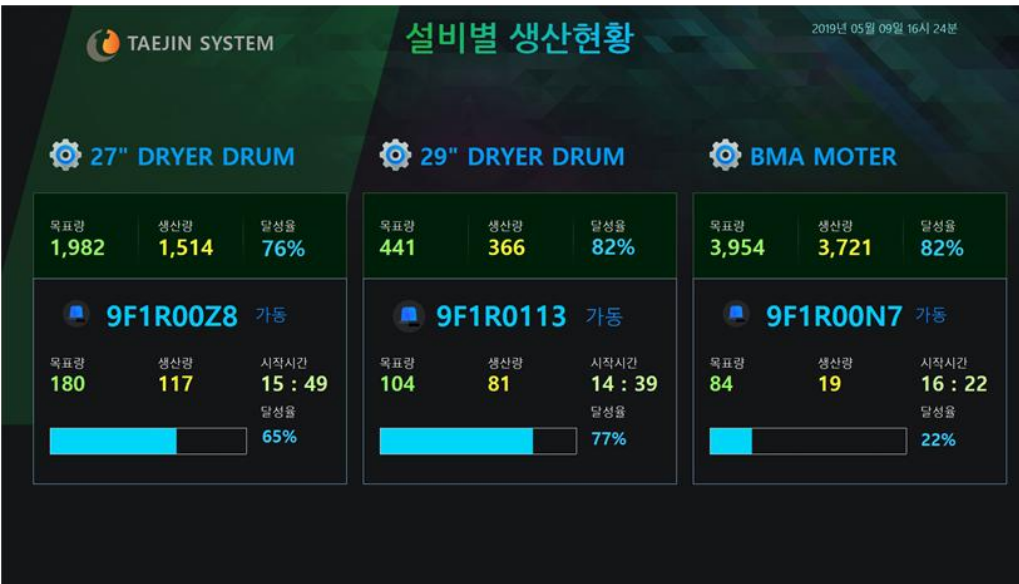 TAEJIN SYSTEM
설비별 생산현황
2019년 05월 09일 16시 24분
27" DRYER DRUM
목표량 생산량 달성율
1,982 1,514 76%
9F1R00Z8 가동
목표량 생산량 시작시간
180 117 15 : 49
달성율
65%
29" DRYER DRUM
목표량 생산량 달성율
441 366 82%
9F1R0113 가동
목표량 생산량 시작시간
104 81 14 : 39
달성율
77%
BMA MOTER
목표량 생산량 달성율
3,954 3,721 82%
9F1R00N7 가동
목표량 생산량 시작시간
84 19 16 : 22
달성율
22%